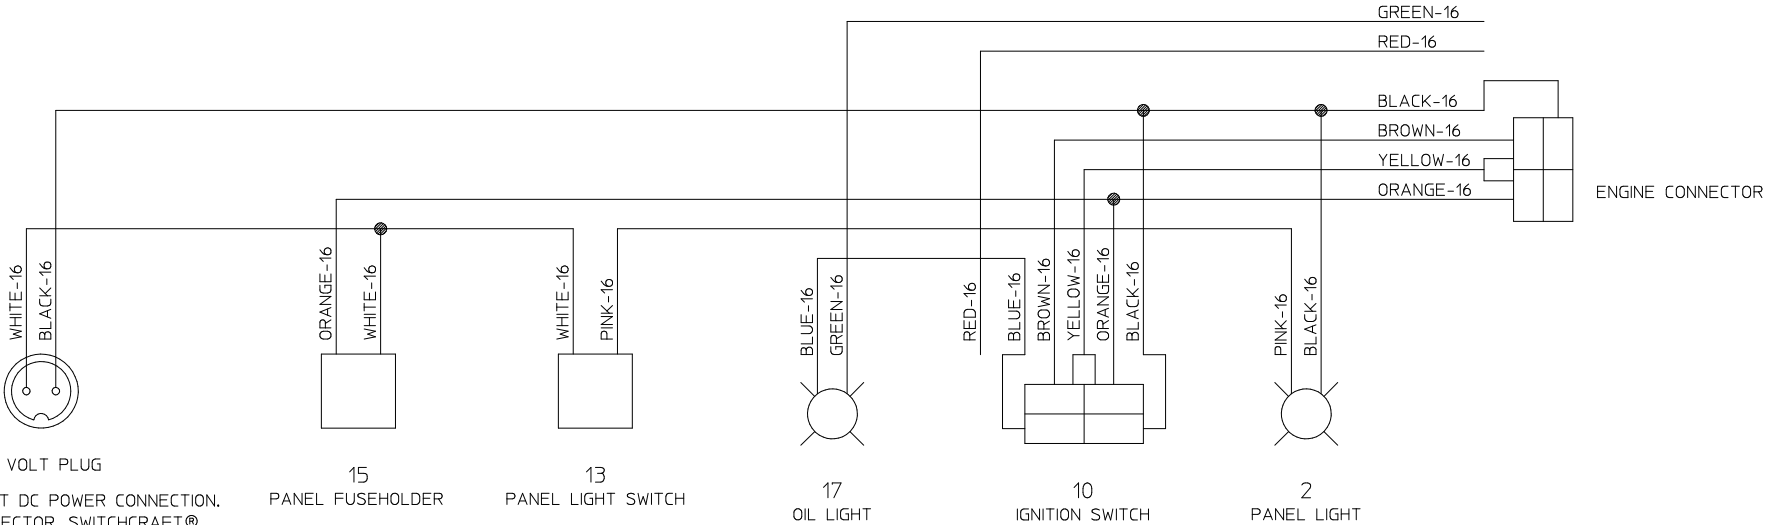 GREEN-16
RED-16
BLACK-16
BROWN-16
YELLOW-16
ORANGE-16
ENGINE CONNECTOR
WHITE-16
BLACK-16
ORANGE-16
WHITE-16
WHITE-16
PINK-16
BLUE-16
GREEN-16
RED-16
BLUE-16
BROWN-16
YELLOW-16
ORANGE-16
BLACK-16
PINK-16
BLACK-16
VOLT PLUG
T DC POWER CONNECTION.
ECTOR SWITCHCRAFT®
15
PANEL FUSEHOLDER
13
PANEL LIGHT SWITCH
17
OIL LIGHT
10
IGNITION SWITCH
2
PANEL LIGHT